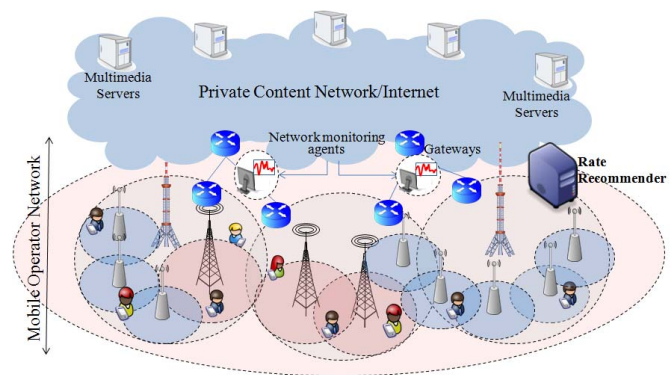 Multimedia
Servers
Private Content Network/Internet
Multimedia
Servers
Network monitoring
agents
Gateways
Rate
Recommender
Mobile Operator Network